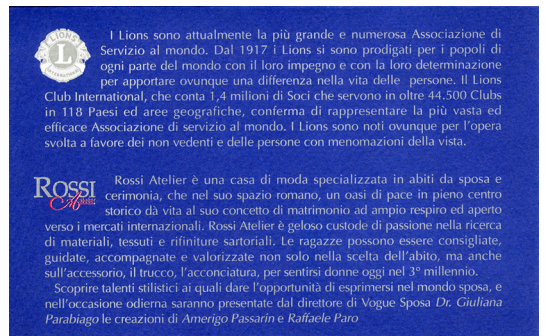 LIONS
L
INTERNATIONAL
I Lions sono attualmente la più grande e numerosa Associazione di
Servizio al mondo. Dal 1917 i Lions si sono prodigati per i popoli di
ogni parte del mondo con il loro impegno e con la loro determinazione
per apportare ovunque una differenza nella vita delle persone. Il Lions
Club International, che conta 1,4 milioni di Soci che servono in oltre 44.500 Clubs
in 118 Paesi ed aree geografiche, conferma di rappresentare la più vasta ed
efficace Associazione di servizio al mondo. I Lions sono noti ovunque per l'opera
svolta a favore dei non vedenti e delle persone con menomazioni della vista.
ROSSI
Rossi Atelier è una casa di moda specializzata in abiti da sposa e
cerimonia, che nel suo spazio romano, un oasi di pace in pieno centro
storico dà vita al suo concetto di matrimonio ad ampio respiro ed aperto
verso i mercati internazionali. Rossi Atelier è geloso custode di passione nella ricerca
di materiali, tessuti e rifiniture sartoriali. Le ragazze possono essere consigliate,
guidate, accompagnate e valorizzate non solo nella scelta dell'abito, ma anche
sull'accessorio, il trucco, l'acconciatura, per sentirsi donne oggi nel 3º millennio.
Scoprire talenti stilistici ai quali dare l'opportunità di esprimersi nel mondo sposa, e
nell'occasione odierna saranno presentate dal direttore di Vogue Sposa Dr. Giuliana
Parabiago le creazioni di Amerigo Passarin e Raffaele Paro